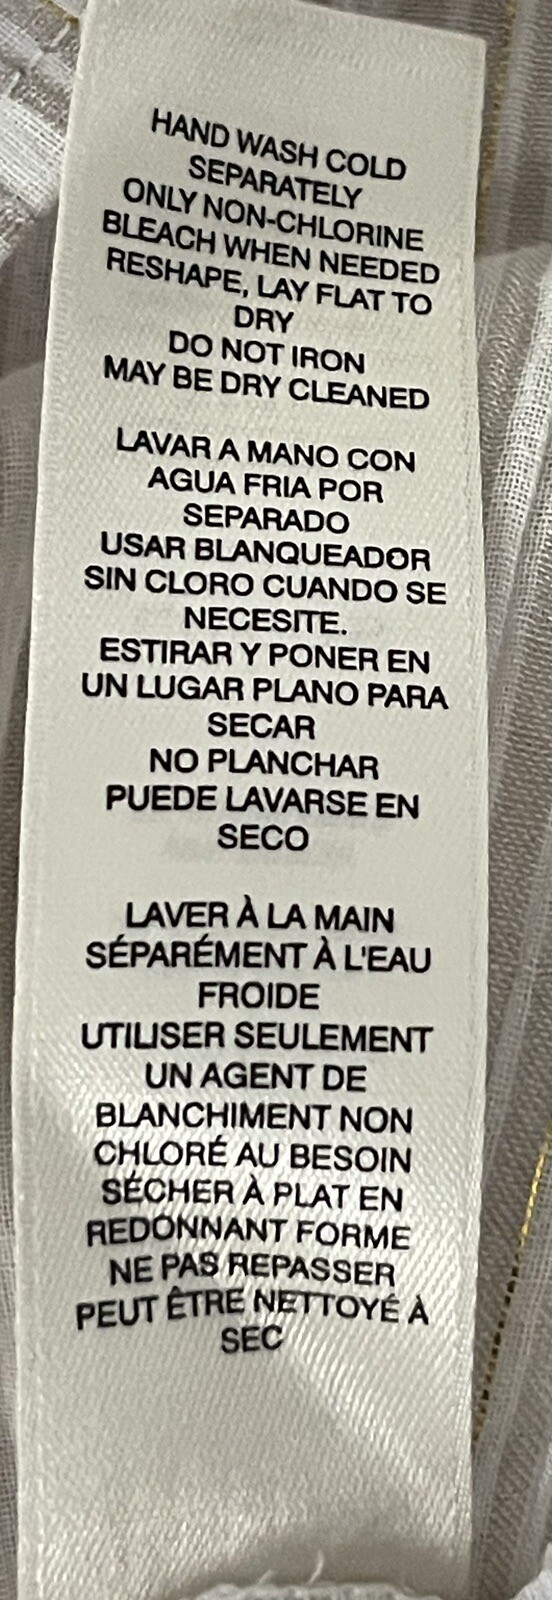 HAND WASH COLD
SEPARATELY
ONLY NON-CHLORINE
BLEACH WHEN NEEDED
RESHAPE, LAY FLAT TO
DRY
DO NOT IRON
MAY BE DRY CLEANED
LAVAR A MANO CON
AGUA FRIA POR
SEPARADO
USAR BLANQUEADOR
SIN CLORO CUANDO SE
NECESITE.
ESTIRAR Y PONER EN
UN LUGAR PLANO PARA
SECAR
NO PLANCHAR
PUEDE LAVARSE EN
SECO
LAVER À LA MAIN
SÉPARÉMENT À L'EAU
FROIDE
UTILISER SEULEMENT
UN AGENT DE
BLANCHIMENT NON
CHLORÉ AU BESOIN
SÉCHER À PLAT EN
REDONNANT FORME
NE PAS REPASSER
PEUT ÊTRE NETTOYÉ À
SEC